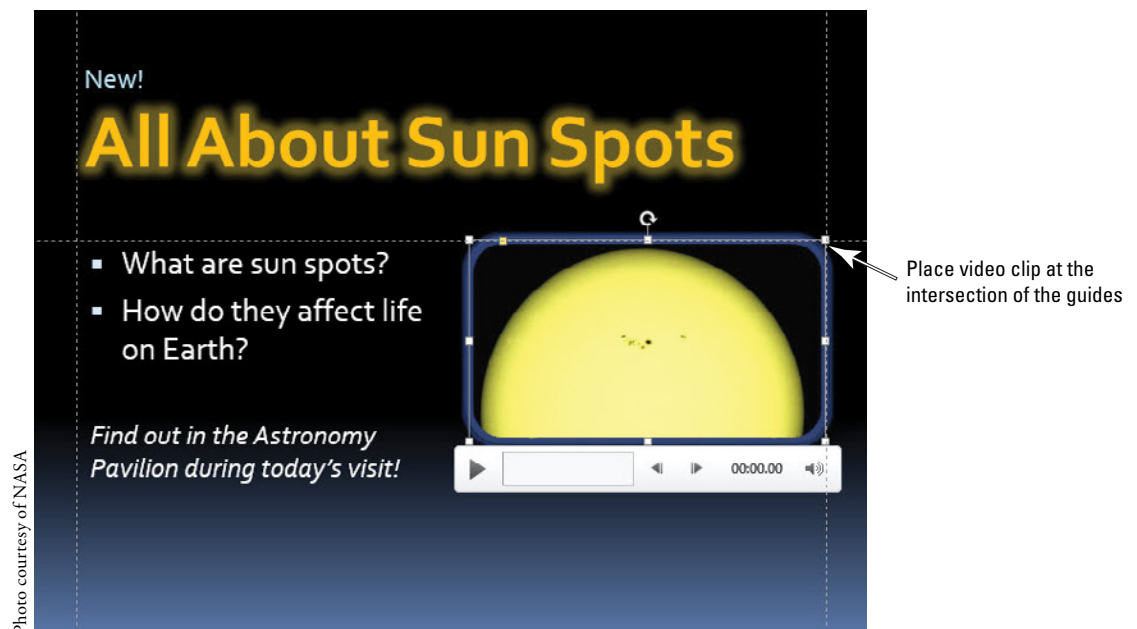 New!
All About Sun Spots
▪ What are sun spots?
▪ How do they affect life
on Earth?
Find out in the Astronomy
Pavilion during today's visit!
00:00.00
Place video clip at the
intersection of the guides
Photo courtesy of NASA